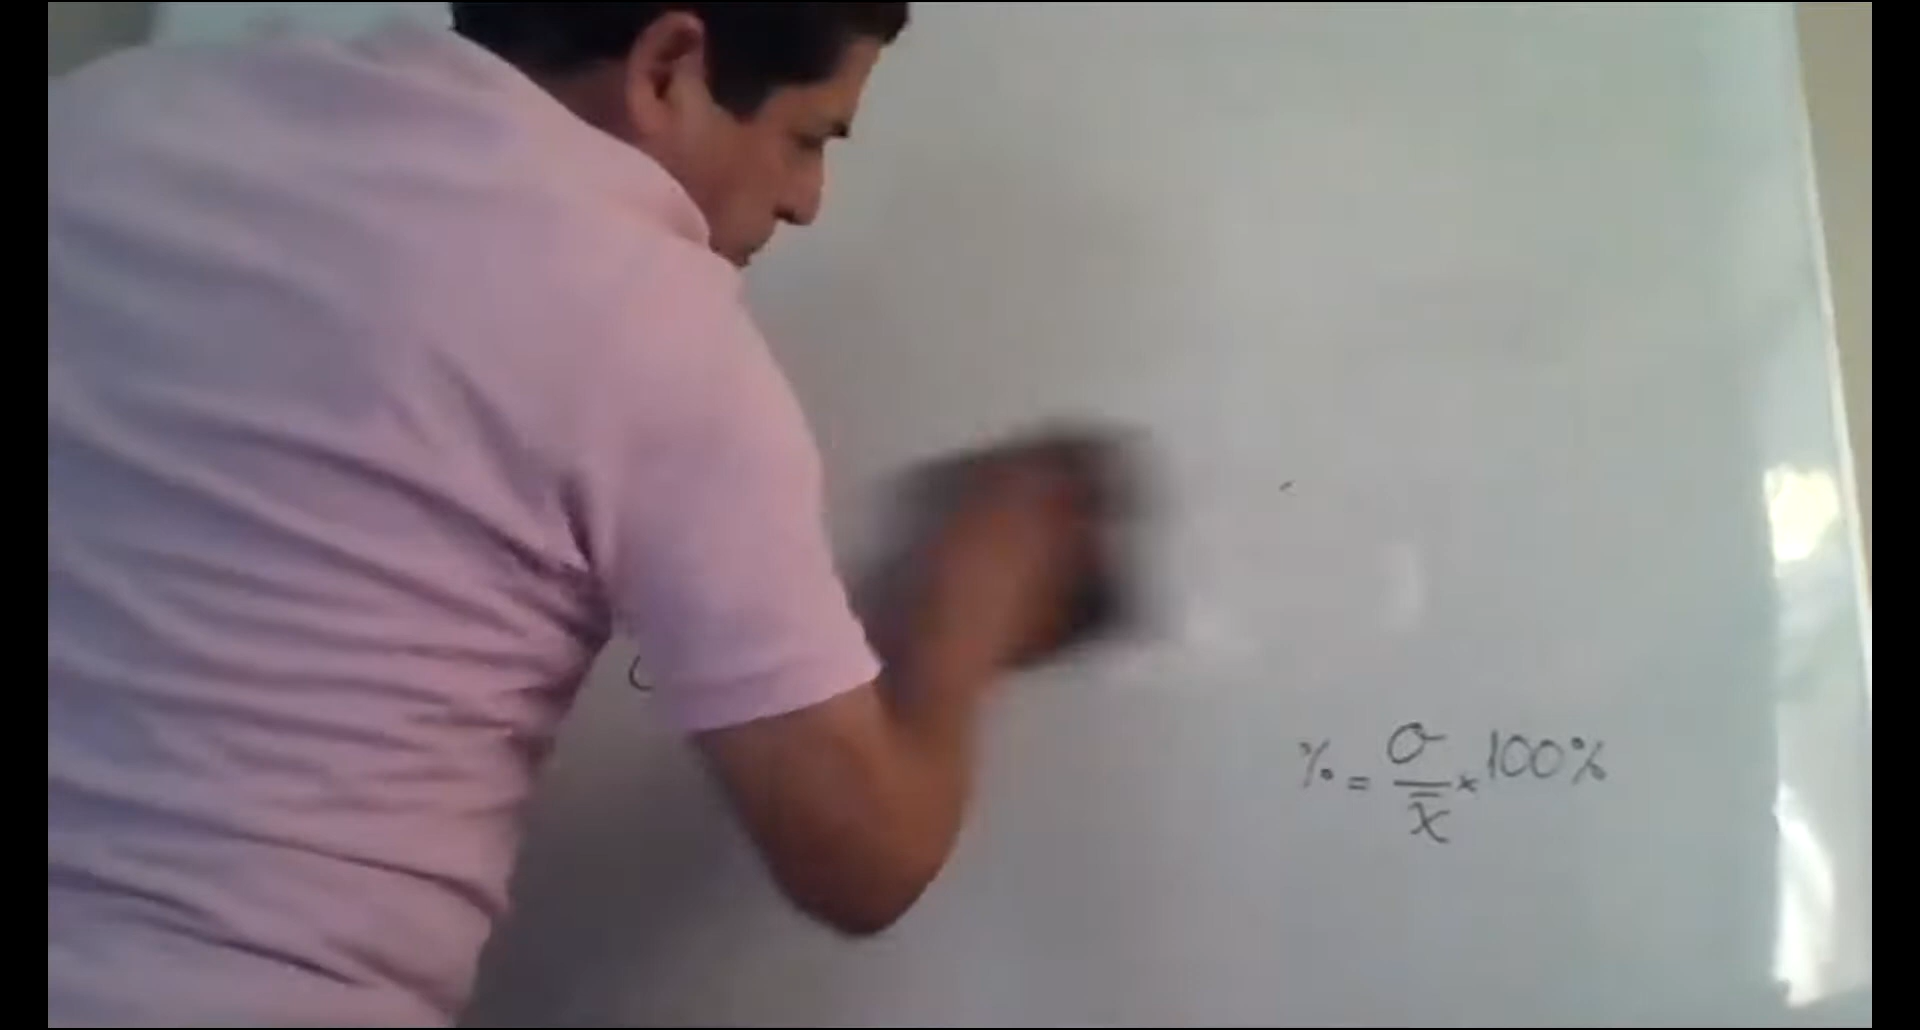 % = σ/x̄ × 100%